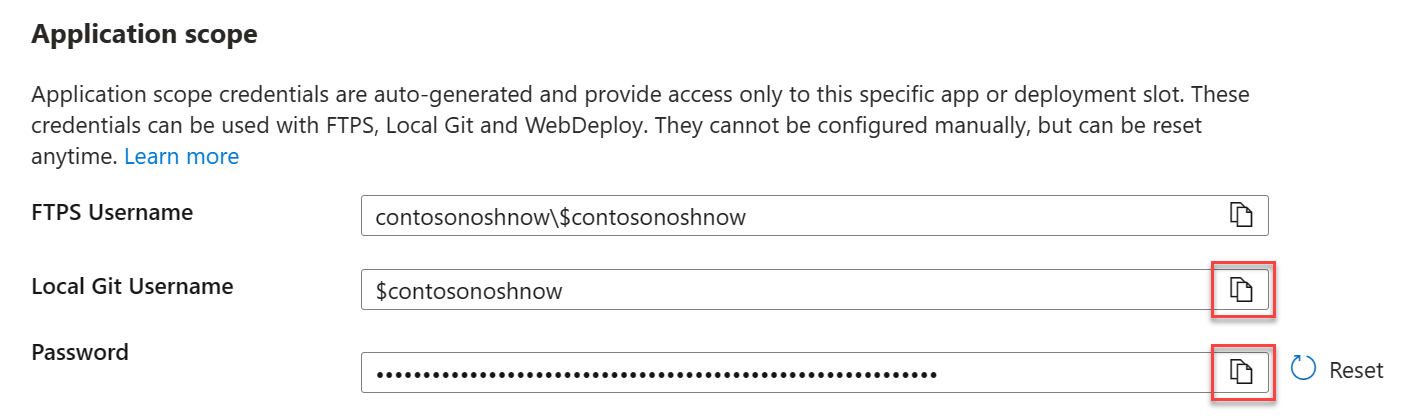 Application scope
Application scope credentials are auto-generated and provide access only to this specific app or deployment slot. These
credentials can be used with FTPS, Local Git and WebDeploy. They cannot be configured manually, but can be reset
anytime. Learn more
FTPS Username
contosonoshnow\$contosonoshnow
Local Git Username
$contosonoshnow
Password
••••••••••••••••••••••••••••••••••••••••••••••••••••••••••••
Reset